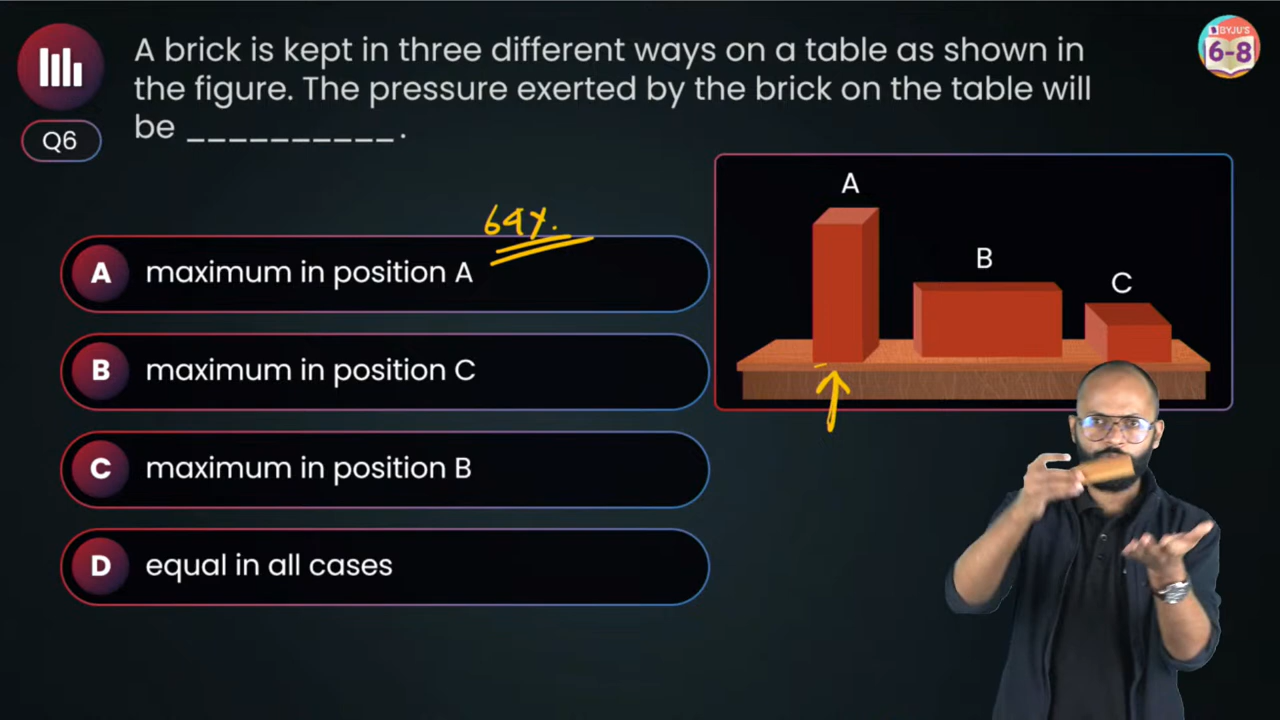 A brick is kept in three different ways on a table as shown in
the figure. The pressure exerted by the brick on the table will
be __________.
Q6
BYJU'S
6-8
64%.
A maximum in position A
B maximum in position C
C maximum in position B
D equal in all cases
A
B
C